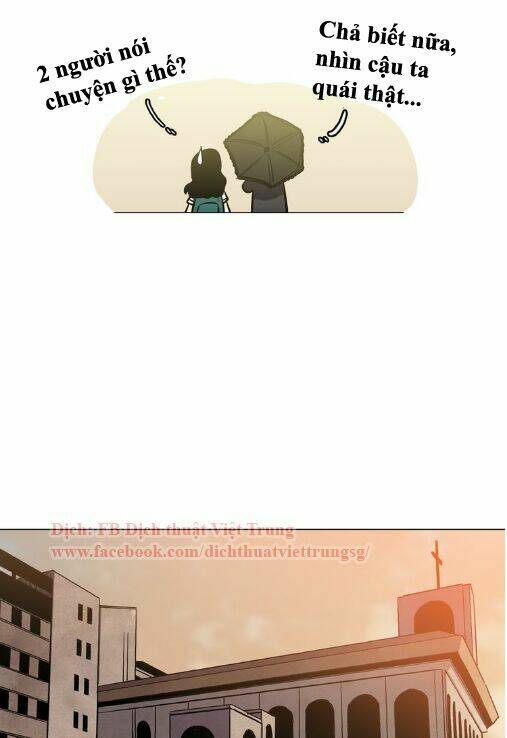 2 người nói
chuyện gì thế?
Chả biết nữa,
nhìn cậu ta
quái thật...
Dịch: FB Dịch thuật Việt Trung
www.facebook.com/dichthuatviettrungsg/